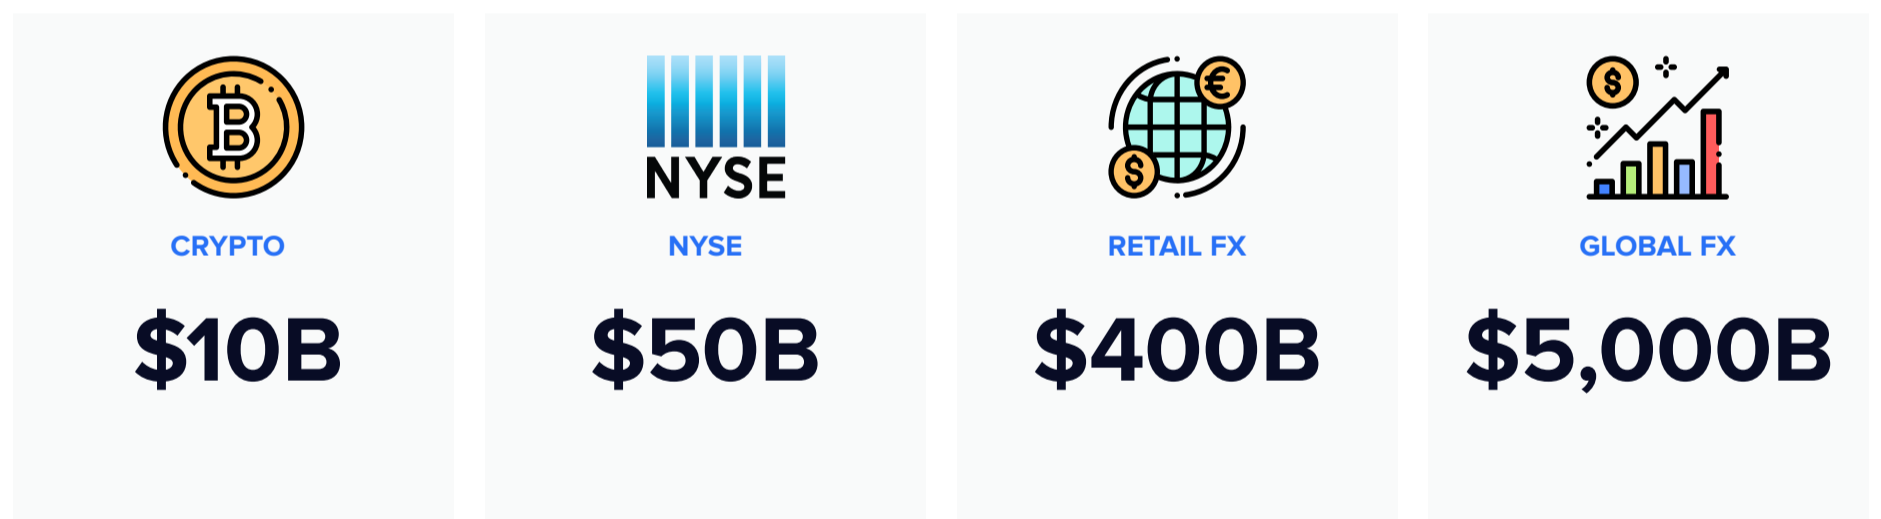 NYSE
CRYPTO
NYSE
RETAIL FX
GLOBAL FX
$10B
$50B
$400B
$5,000B